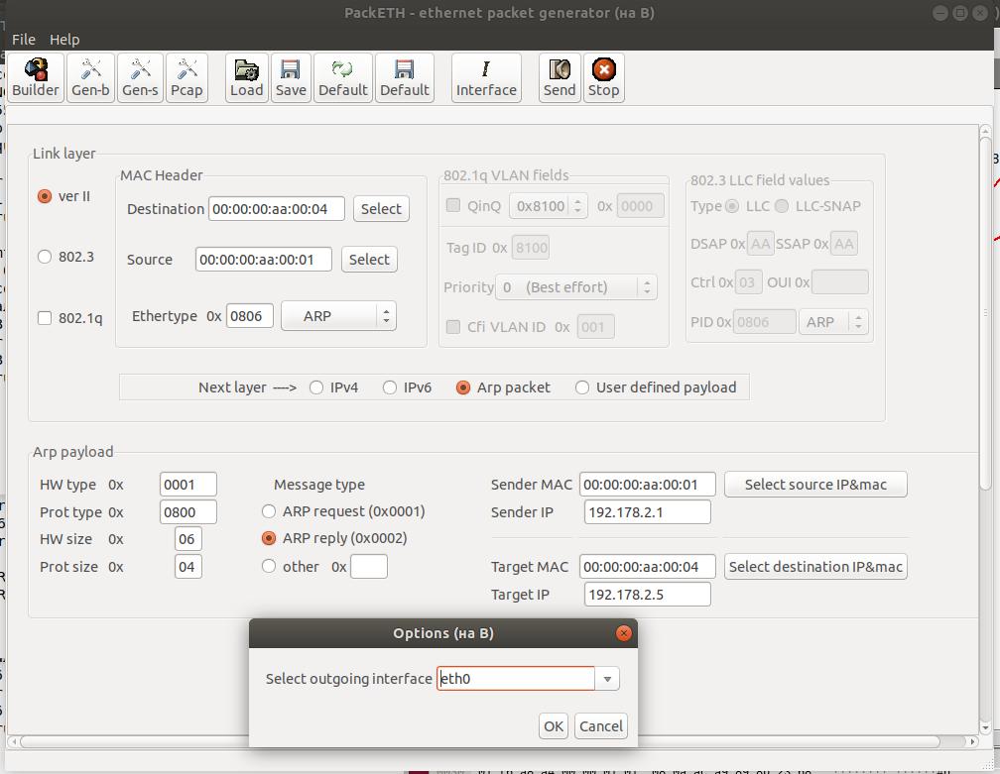 PackETH - ethernet packet generator (на B)
File Help
Builder Gen-b Gen-s Pcap Load Save Default Default Interface Send Stop
Link layer
MAC Header
802.1q VLAN fields
802.3 LLC field values
ver II
Destination 00:00:00:aa:00:04 Select
QinQ 0x8100 0x 0000
Type LLC LLC-SNAP
Tag ID 0x 8100
DSAP 0x AA SSAP 0x AA
802.3
Source 00:00:00:aa:00:01 Select
Priority 0 (Best effort)
Ctrl 0x 03 OUI 0x
802.1q
Ethertype 0x 0806 ARP
Cfi VLAN ID 0x 001
PID 0x 0806 ARP
Next layer ----> IPv4 IPv6 Arp packet User defined payload
Arp payload
HW type 0x 0001
Message type
Sender MAC 00:00:00:aa:00:01 Select source IP&mac
Prot type 0x 0800
ARP request (0x0001)
Sender IP 192.178.2.1
HW size 0x 06
ARP reply (0x0002)
Prot size 0x 04
other 0x
Target MAC 00:00:00:aa:00:04 Select destination IP&mac
Target IP 192.178.2.5
Options (на B)
Select outgoing interface eth0
OK Cancel